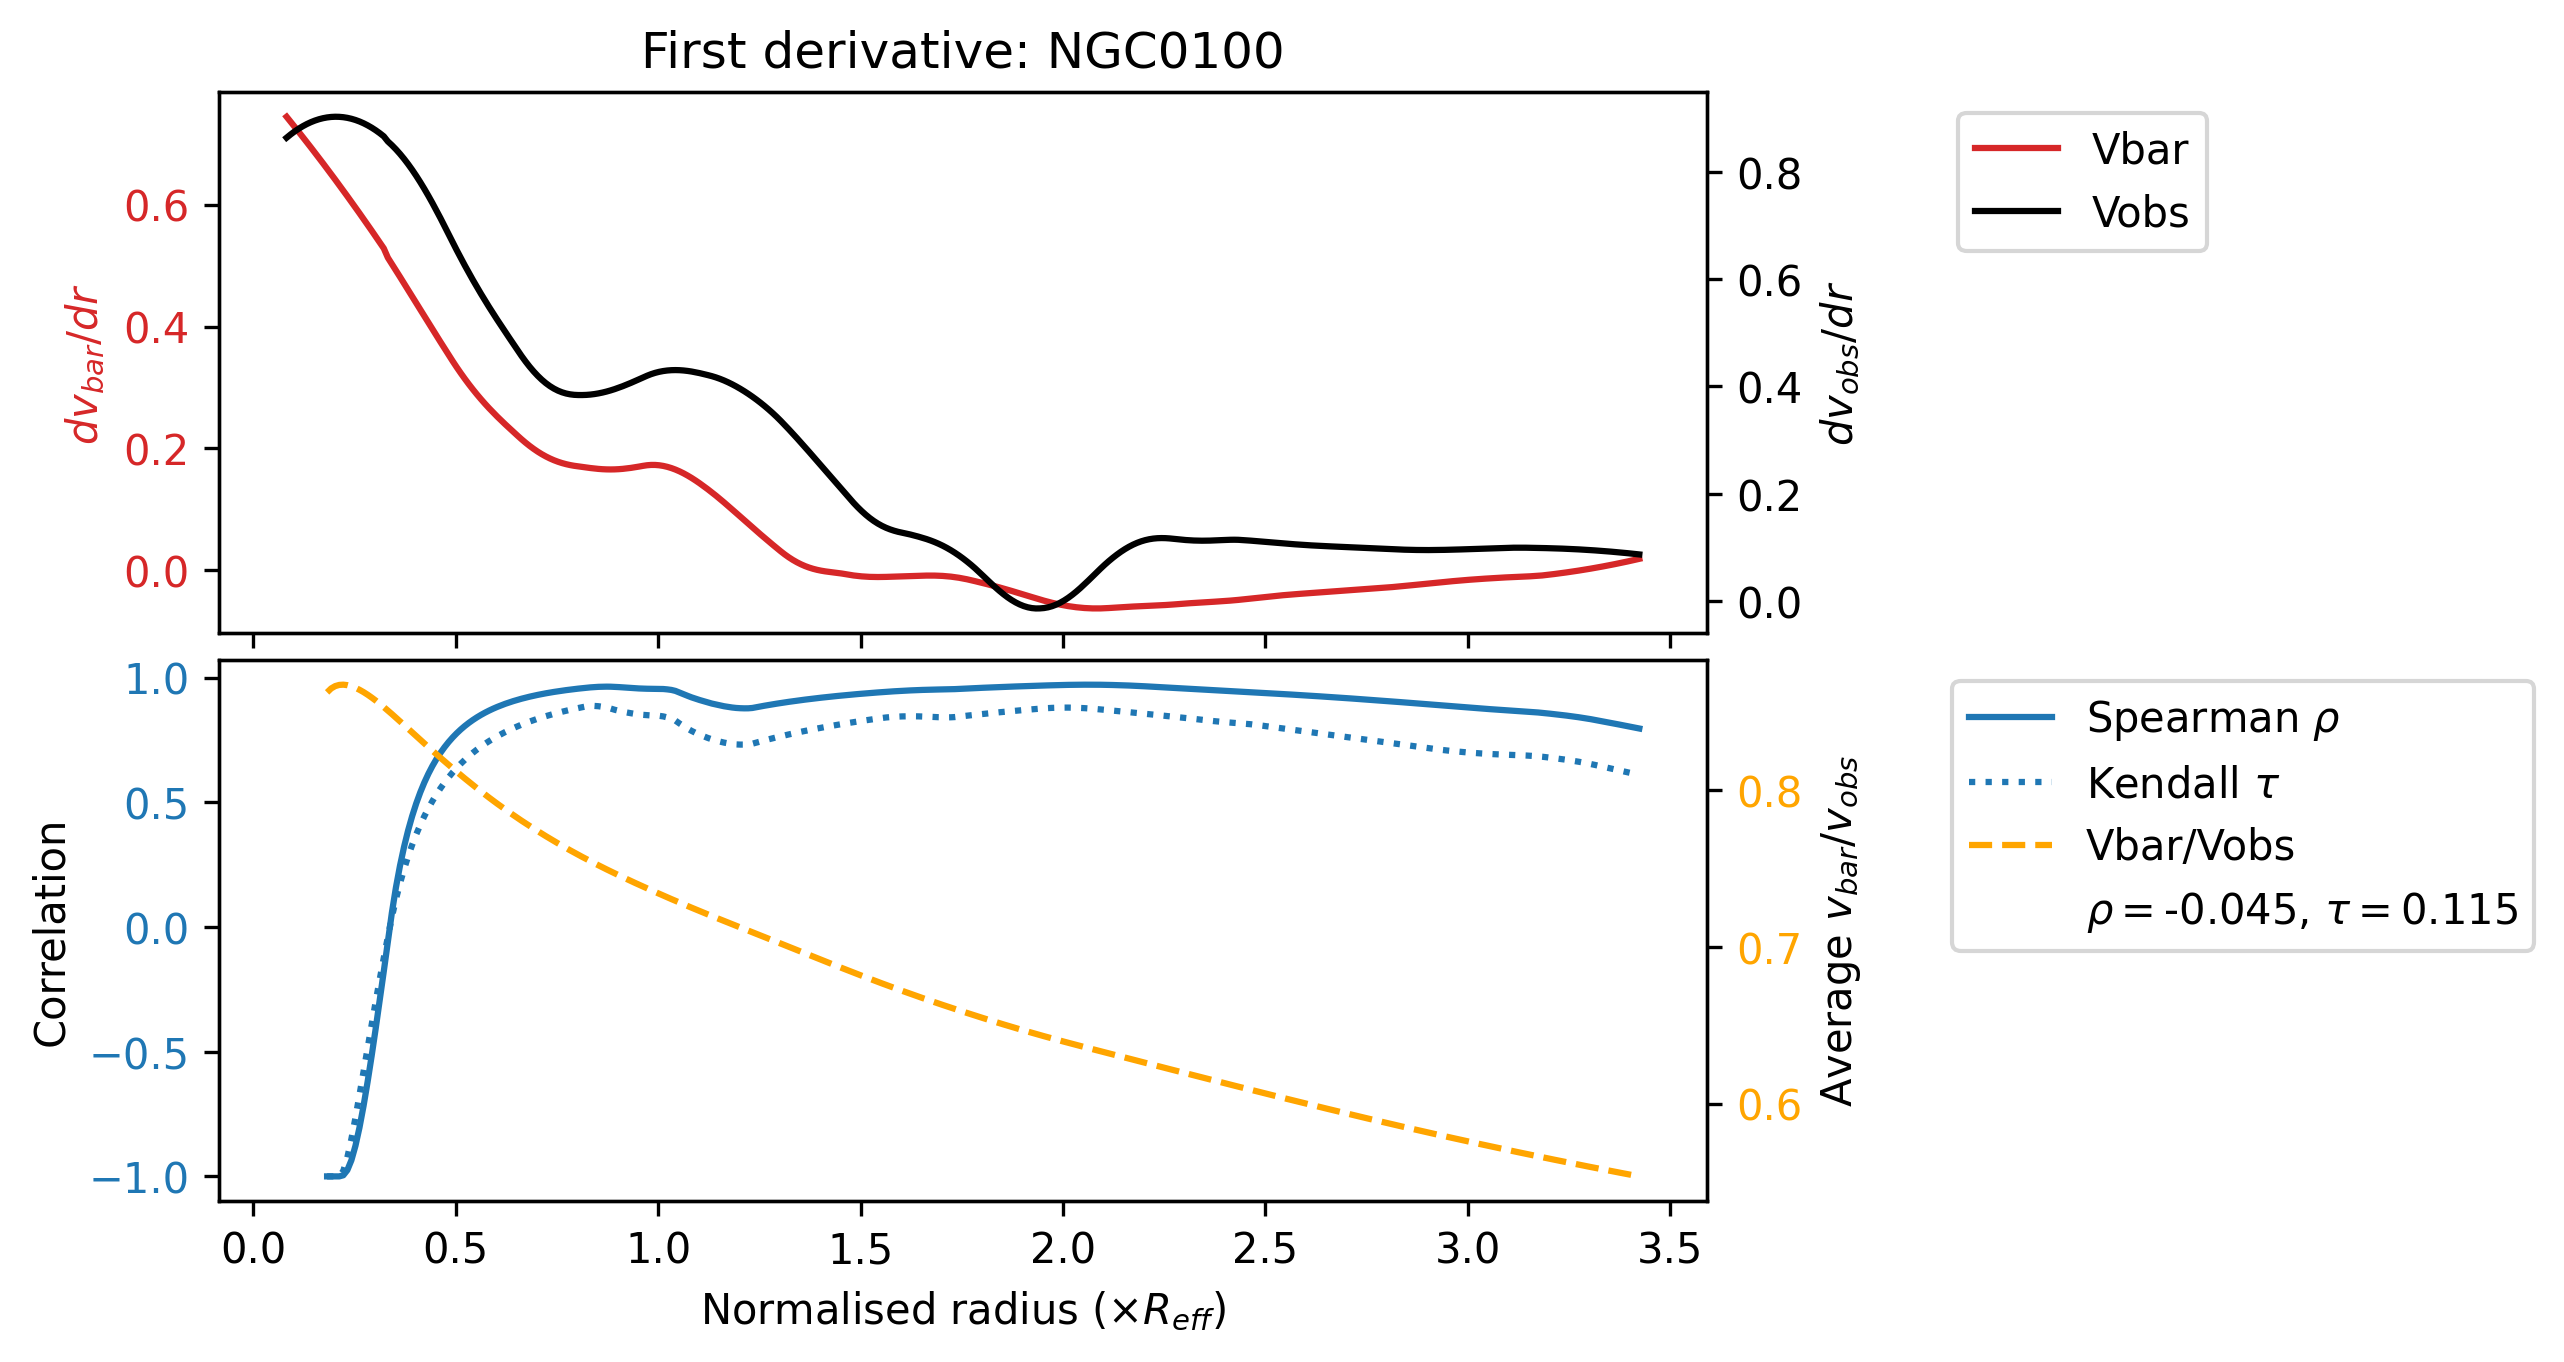 First derivative: NGC0100
0.6
0.4
0.2
0.0
dv_bar/dr
0.8
0.6
0.4
0.2
0.0
dv_obs/dr
Vbar
Vobs
1.0
0.5
0.0
−0.5
−1.0
Correlation
0.8
0.7
0.6
Average v_bar/v_obs
Spearman ρ
Kendall τ
Vbar/Vobs
ρ = -0.045, τ = 0.115
0.0 0.5 1.0 1.5 2.0 2.5 3.0 3.5
Normalised radius (×R_eff)